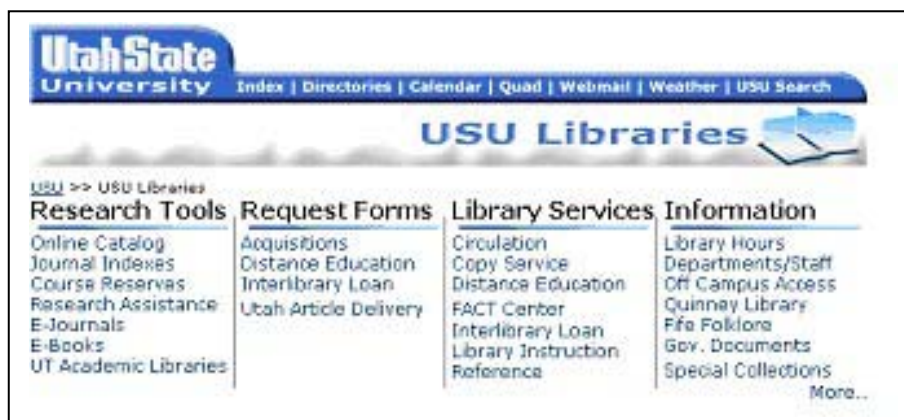 UtahState
University
Index | Directories | Calendar | Quad | Webmail | Weather | USU Search
USU Libraries
USU >> USU Libraries
Research Tools
Online Catalog
Journal Indexes
Course Reserves
Research Assistance
E-Journals
E-Books
UT Academic Libraries
Request Forms
Acquisitions
Distance Education
Interlibrary Loan
Utah Article Delivery
Library Services
Circulation
Copy Service
Distance Education
FACT Center
Interlibrary Loan
Library Instruction
Reference
Information
Library Hours
Departments/Staff
Off Campus Access
Quinney Library
Fife Folklore
Gov. Documents
Special Collections
More..